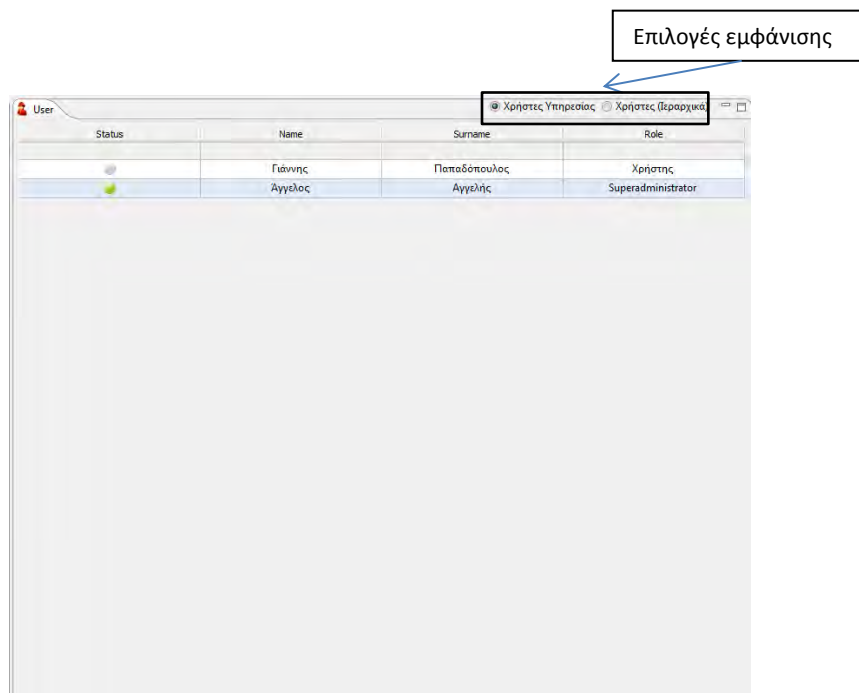 Επιλογές εμφάνισης
User
Χρήστες Υπηρεσίας Χρήστες (Ιεραρχικά)
Status Name Surname Role
Γιάννης Παπαδόπουλος Χρήστης
Άγγελος Αγγελής Superadministrator